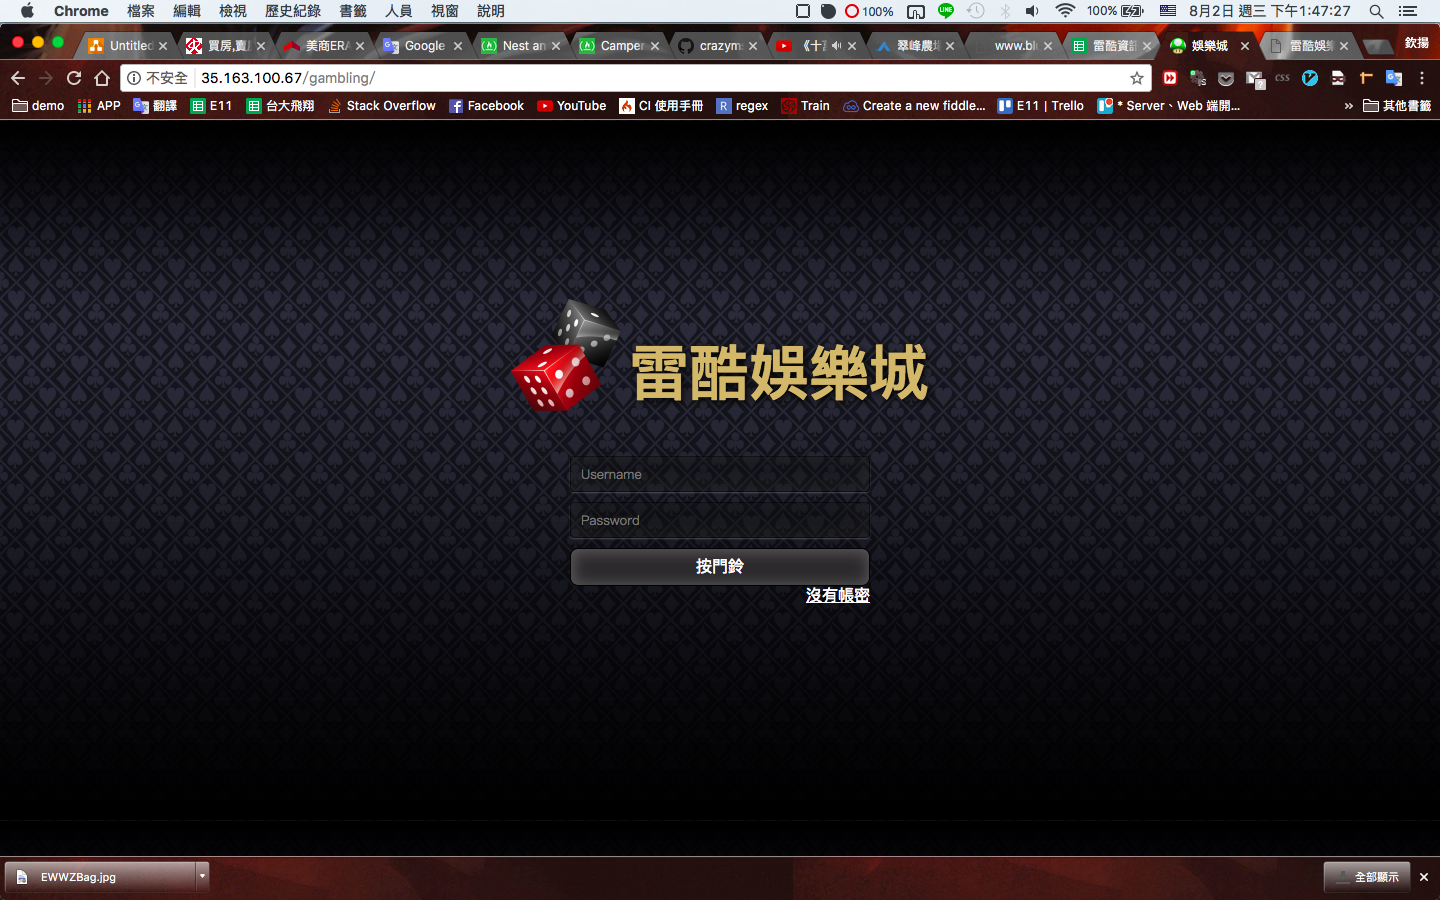 Chrome 檔案 編輯 檢視 歷史紀錄 書籤 人員 視窗 說明 100% LINE 100% 8月2日 週三 下午1:47:27
Untitled 買房,賣 美商ERA Google Nest an Camper crazym 《十 翠峰農 www.bl 雷酷資訊 娛樂城 雷酷娛樂 欽揚
不安全 35.163.100.67/gambling/ 7 CSS
demo APP 翻譯 E11 台大飛翔 Stack Overflow Facebook YouTube CI 使用手冊 R regex Train Create a new fiddle... E11 | Trello * Server、Web 端開... » 其他書籤
雷酷娛樂城
Username
Password
按門鈴
沒有帳密
EWWZBag.jpg 全部顯示